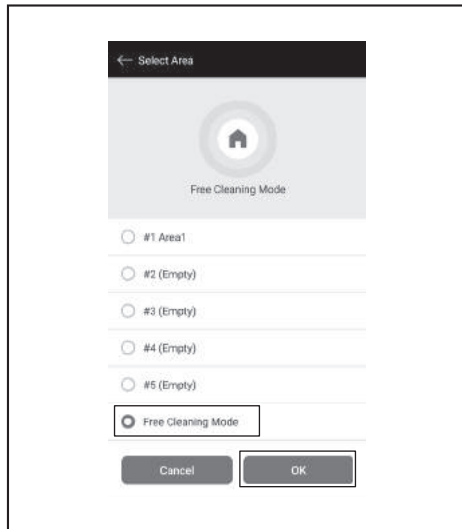 Select Area
Free Cleaning Mode
#1 Area1
#2 (Empty)
#3 (Empty)
#4 (Empty)
#5 (Empty)
Free Cleaning Mode
Cancel
OK